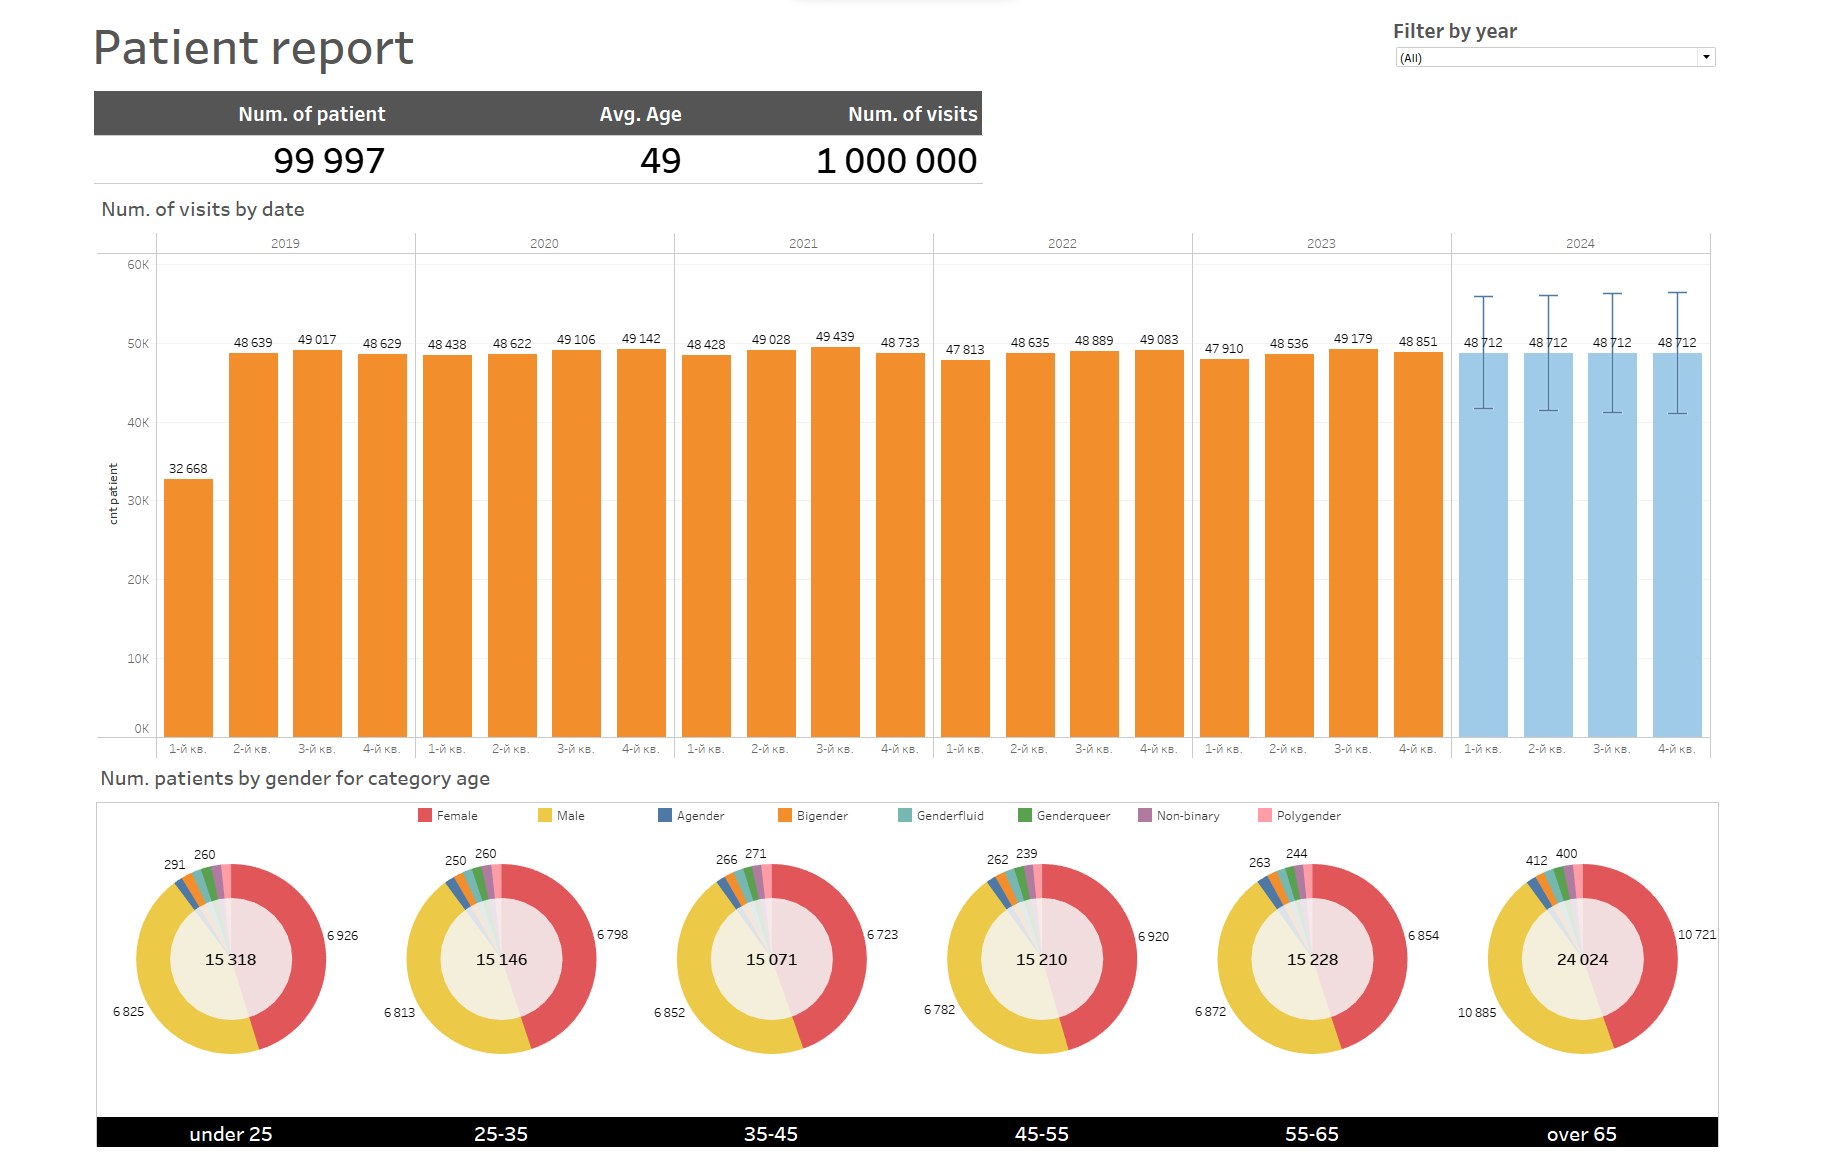 Patient report
Filter by year
(All)
Num. of patient Avg. Age Num. of visits
99 997 49 1 000 000
Num. of visits by date
2019 2020 2021 2022 2023 2024
60K
50K
40K
30K
20K
10K
0K
cnt patient
32 668 48 639 49 017 48 629 48 438 48 622 49 106 49 142 48 428 49 028 49 439 48 733 47 813 48 635 48 889 49 083 47 910 48 536 49 179 48 851 48 712 48 712 48 712 48 712
1-й кв. 2-й кв. 3-й кв. 4-й кв. 1-й кв. 2-й кв. 3-й кв. 4-й кв. 1-й кв. 2-й кв. 3-й кв. 4-й кв. 1-й кв. 2-й кв. 3-й кв. 4-й кв. 1-й кв. 2-й кв. 3-й кв. 4-й кв. 1-й кв. 2-й кв. 3-й кв. 4-й кв.
Num. patients by gender for category age
Female Male Agender Bigender Genderfluid Genderqueer Non-binary Polygender
291 260 250 260 266 271 262 239 263 244 412 400
6 926 6 798 6 723 6 920 6 854 10 721
15 318 15 146 15 071 15 210 15 228 24 024
6 825 6 813 6 852 6 782 6 872 10 885
under 25 25-35 35-45 45-55 55-65 over 65